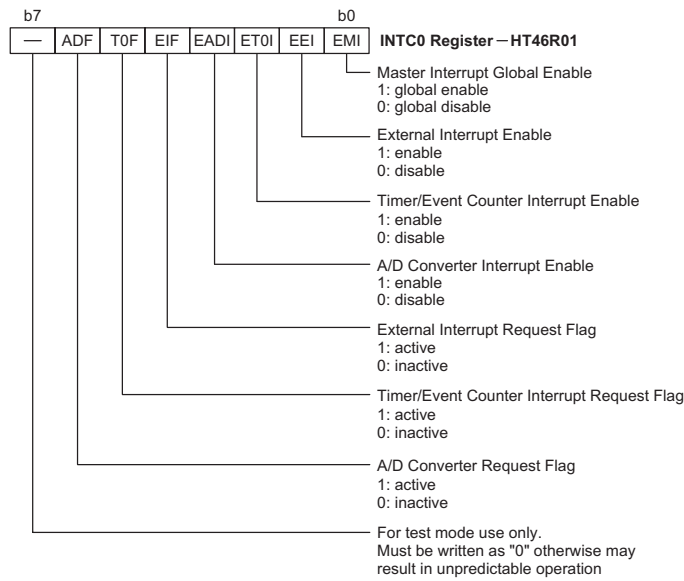 b7 b0
— ADF T0F EIF EADI ET0I EEI EMI INTC0 Register — HT46R01
Master Interrupt Global Enable
1: global enable
0: global disable
External Interrupt Enable
1: enable
0: disable
Timer/Event Counter Interrupt Enable
1: enable
0: disable
A/D Converter Interrupt Enable
1: enable
0: disable
External Interrupt Request Flag
1: active
0: inactive
Timer/Event Counter Interrupt Request Flag
1: active
0: inactive
A/D Converter Request Flag
1: active
0: inactive
For test mode use only.
Must be written as "0" otherwise may
result in unpredictable operation